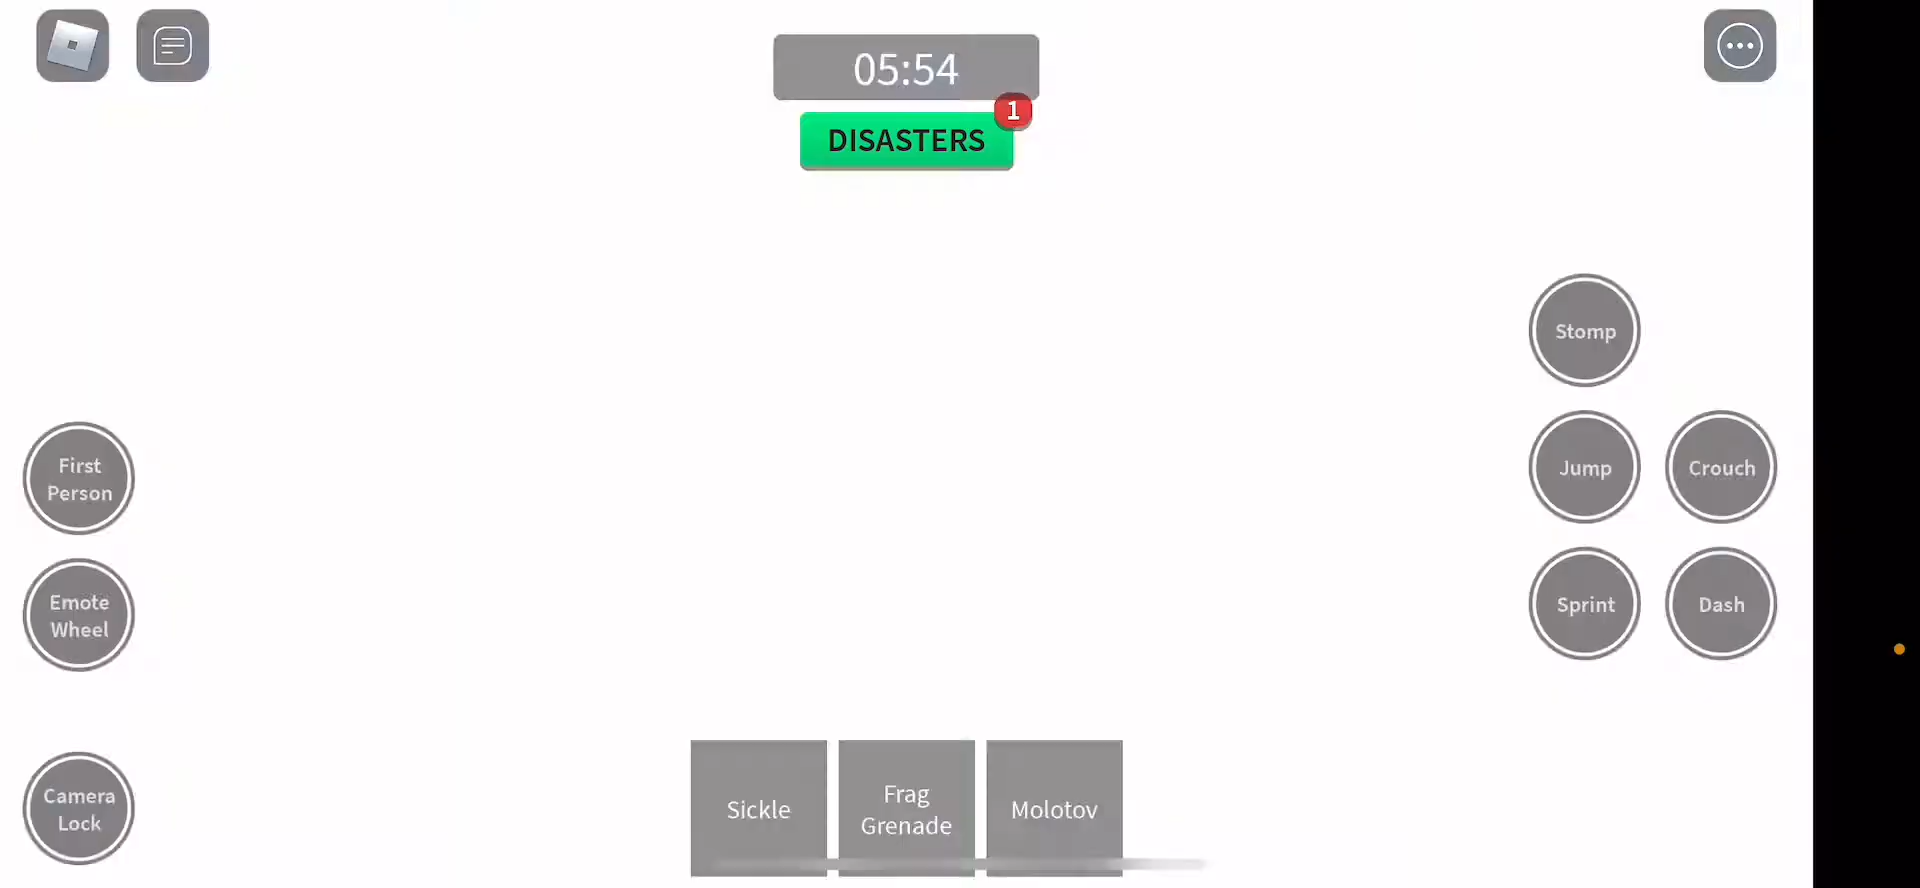 05:54
1
DISASTERS
Stomp
First
Person
Jump
Crouch
Emote
Wheel
Sprint
Dash
Camera
Lock
Sickle
Frag
Grenade
Molotov